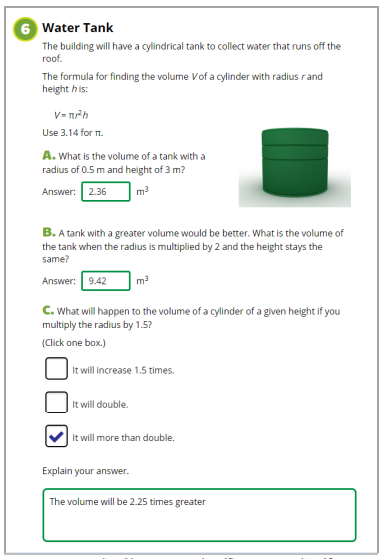 6 Water Tank
The building will have a cylindrical tank to collect water that runs off the
roof.
The formula for finding the volume V of a cylinder with radius r and
height h is:
V = πr²h
Use 3.14 for π.
A. What is the volume of a tank with a
radius of 0.5 m and height of 3 m?
Answer: 2.36 m³
B. A tank with a greater volume would be better. What is the volume of
the tank when the radius is multiplied by 2 and the height stays the
same?
Answer: 9.42 m³
C. What will happen to the volume of a cylinder of a given height if you
multiply the radius by 1.5?
(Click one box.)
It will increase 1.5 times.
It will double.
It will more than double.
Explain your answer.
The volume will be 2.25 times greater